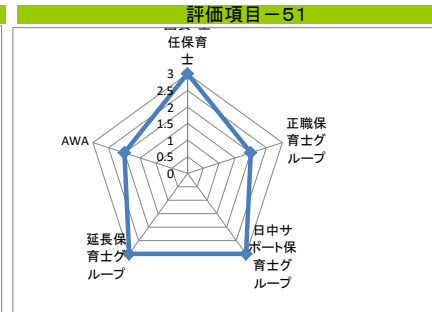 評価項目－51
任保育
士
3
2.5
2
1.5
1
0.5
0
正職保
育士グ
ループ
日中サ
ポート保
育士グ
ループ
延長保
育士グ
ループ
AWA